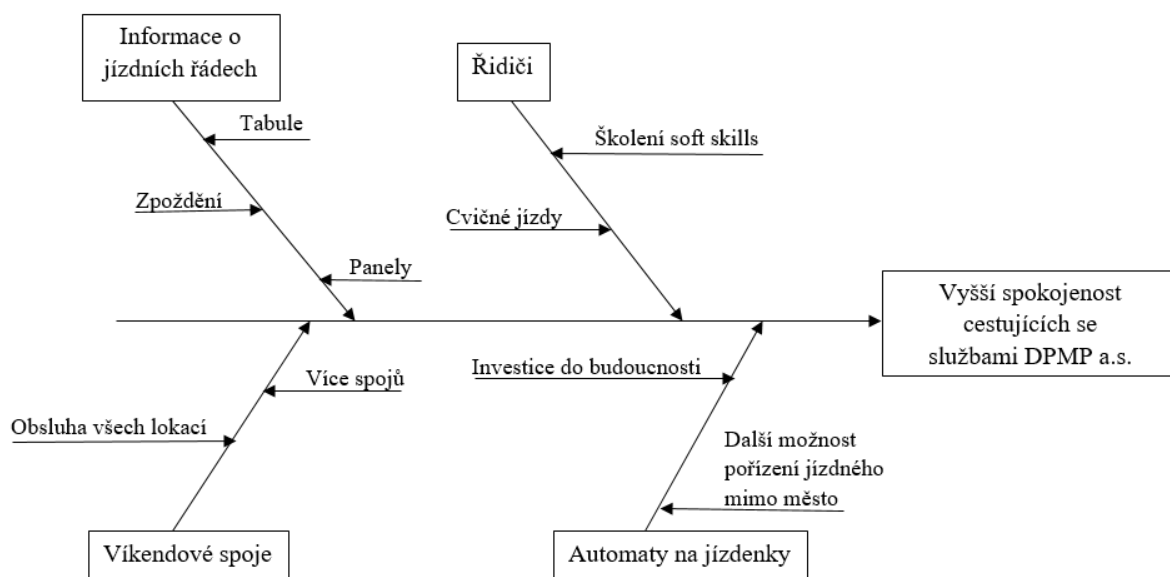 Informace o
jízdních řádech
Řidiči
Tabule
Školení soft skills
Zpoždění
Cvičné jízdy
Panely
Vyšší spokojenost
cestujících se
službami DPMP a.s.
Investice do budoucnosti
Více spojů
Obsluha všech lokací
Další možnost
pořízení jízdného
mimo město
Víkendové spoje
Automaty na jízdenky